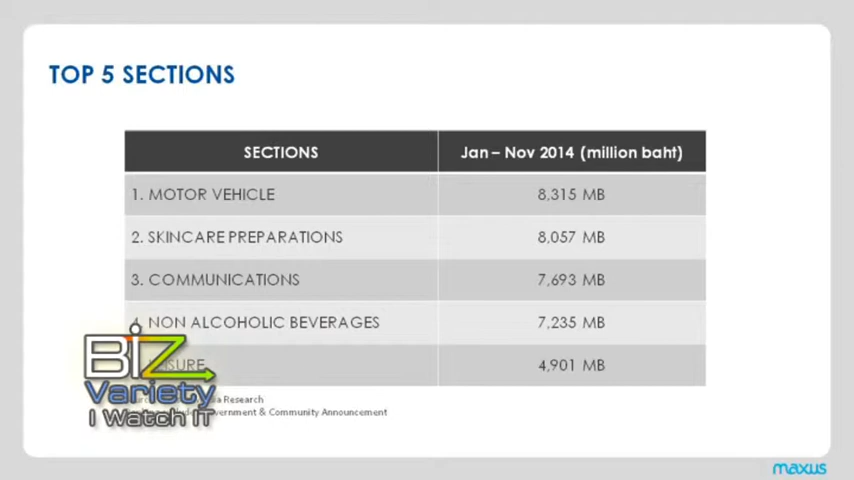 TOP 5 SECTIONS
SECTIONS Jan – Nov 2014 (million baht)
1. MOTOR VEHICLE 8,315 MB
2. SKINCARE PREPARATIONS 8,057 MB
3. COMMUNICATIONS 7,693 MB
4. NON ALCOHOLIC BEVERAGES 7,235 MB
4,901 MB
Research
Government & Community Announcement
BiZ
Variety
I Watch IT
maxus